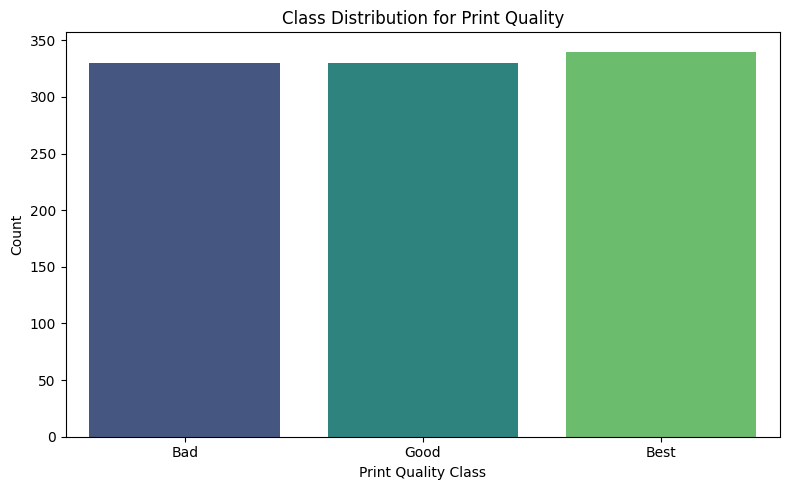 Class Distribution for Print Quality
350
300
250
200
150
100
50
0
Count
Bad Good Best
Print Quality Class